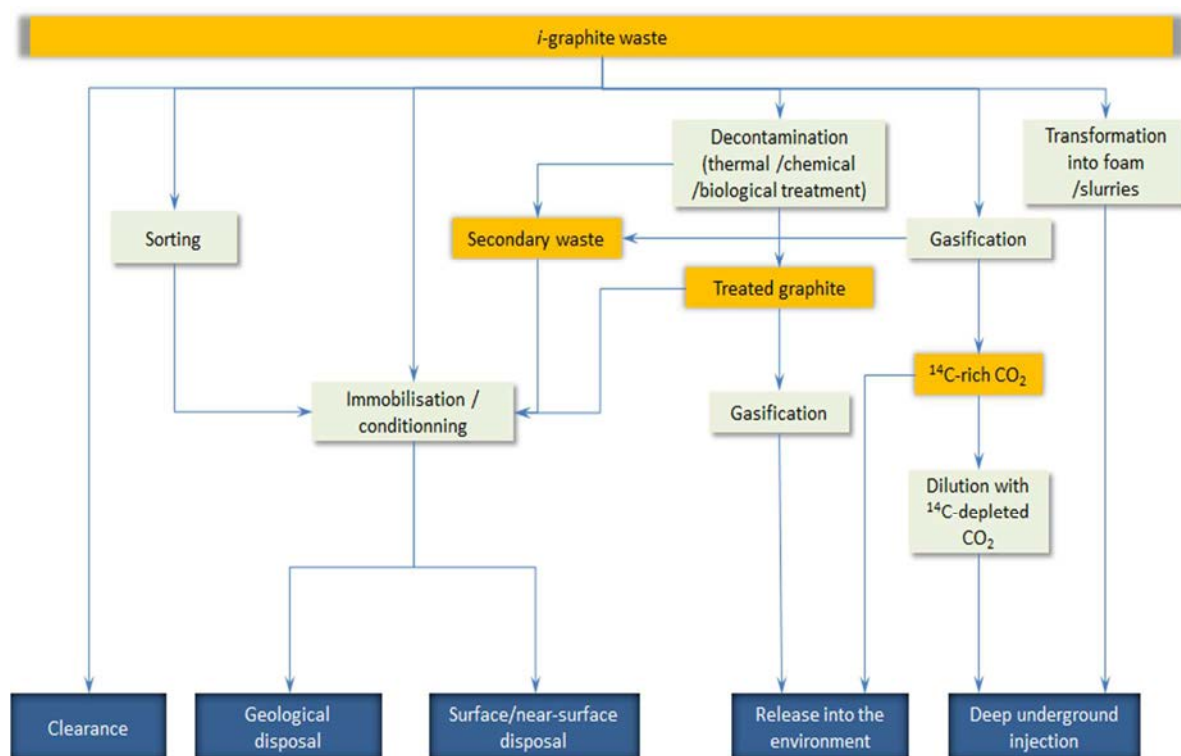 i-graphite waste
Decontamination
(thermal /chemical
/biological treatment)
Transformation
into foam
/slurries
Sorting
Secondary waste
Gasification
Treated graphite
¹⁴C-rich CO₂
Immobilisation /
conditionning
Gasification
Dilution with
¹⁴C-depleted
CO₂
Clearance
Geological
disposal
Surface/near-surface
disposal
Release into the
environment
Deep underground
injection